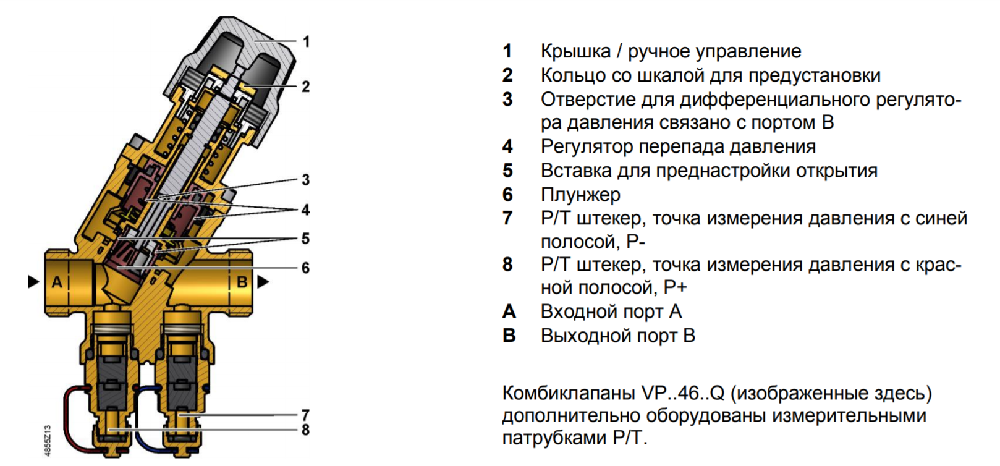 1
2
3
4
5
6
A
B
7
8
4855Z13
1 Крышка / ручное управление
2 Кольцо со шкалой для предустановки
3 Отверстие для дифференциального регулято-
ра давления связано с портом B
4 Регулятор перепада давления
5 Вставка для преднастройки открытия
6 Плунжер
7 P/T штекер, точка измерения давления с синей
полосой, P-
8 P/T штекер, точка измерения давления с крас-
ной полосой, P+
A Входной порт A
B Выходной порт B
Комбиклапаны VP..46..Q (изображенные здесь)
дополнительно оборудованы измерительными
патрубками P/T.